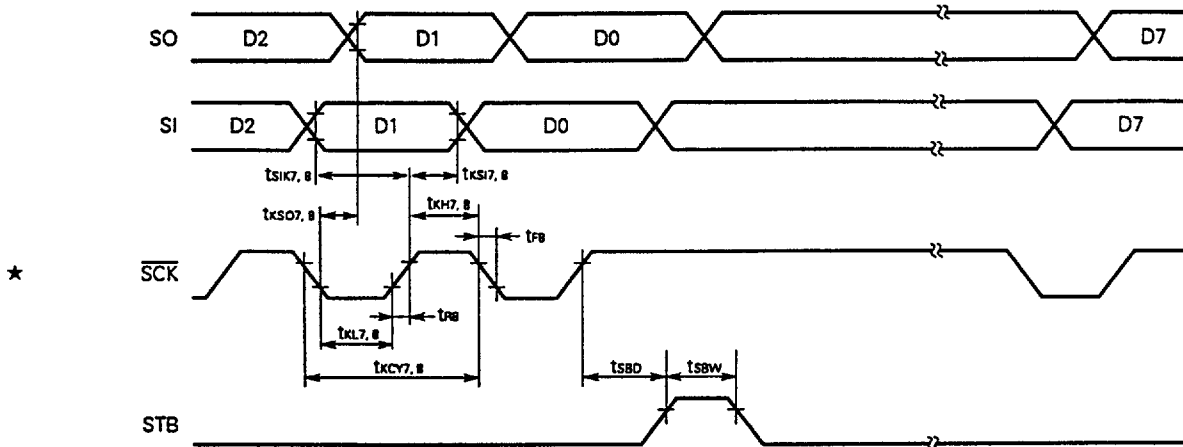 SO D2 D1 D0 D7
SI D2 D1 D0 D7
tSIK7, 8 tKSI7, 8
tKSO7, 8 tKH7, 8
tF8
★ SCK
tR8
tKL7, 8
tKCY7, 8 tSBD tSBW
STB